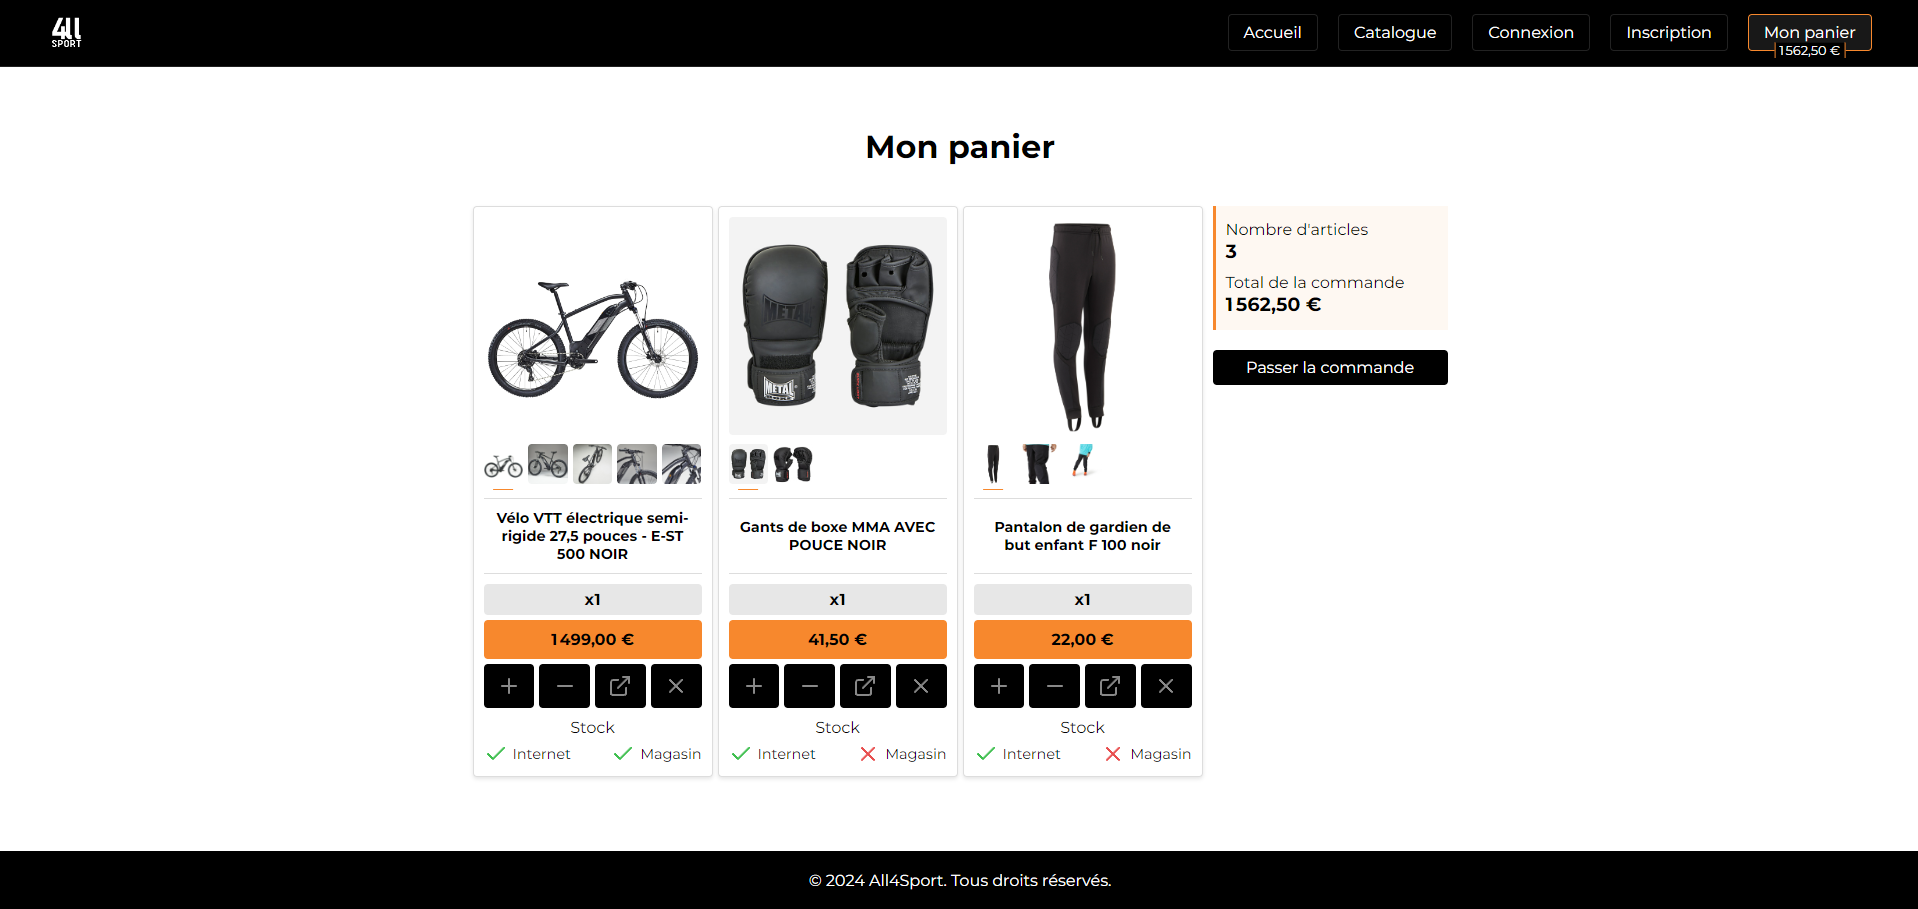 4ll
SPORT
Accueil
Catalogue
Connexion
Inscription
Mon panier
1 562,50 €
Mon panier
METAL
METAL
Vélo VTT électrique semi-
rigide 27,5 pouces - E-ST
500 NOIR
x1
1 499,00 €
Stock
Internet
Magasin
Gants de boxe MMA AVEC
POUCE NOIR
x1
41,50 €
Stock
Internet
Magasin
Pantalon de gardien de
but enfant F 100 noir
x1
22,00 €
Stock
Internet
Magasin
Nombre d'articles
3
Total de la commande
1 562,50 €
Passer la commande
© 2024 All4Sport. Tous droits réservés.